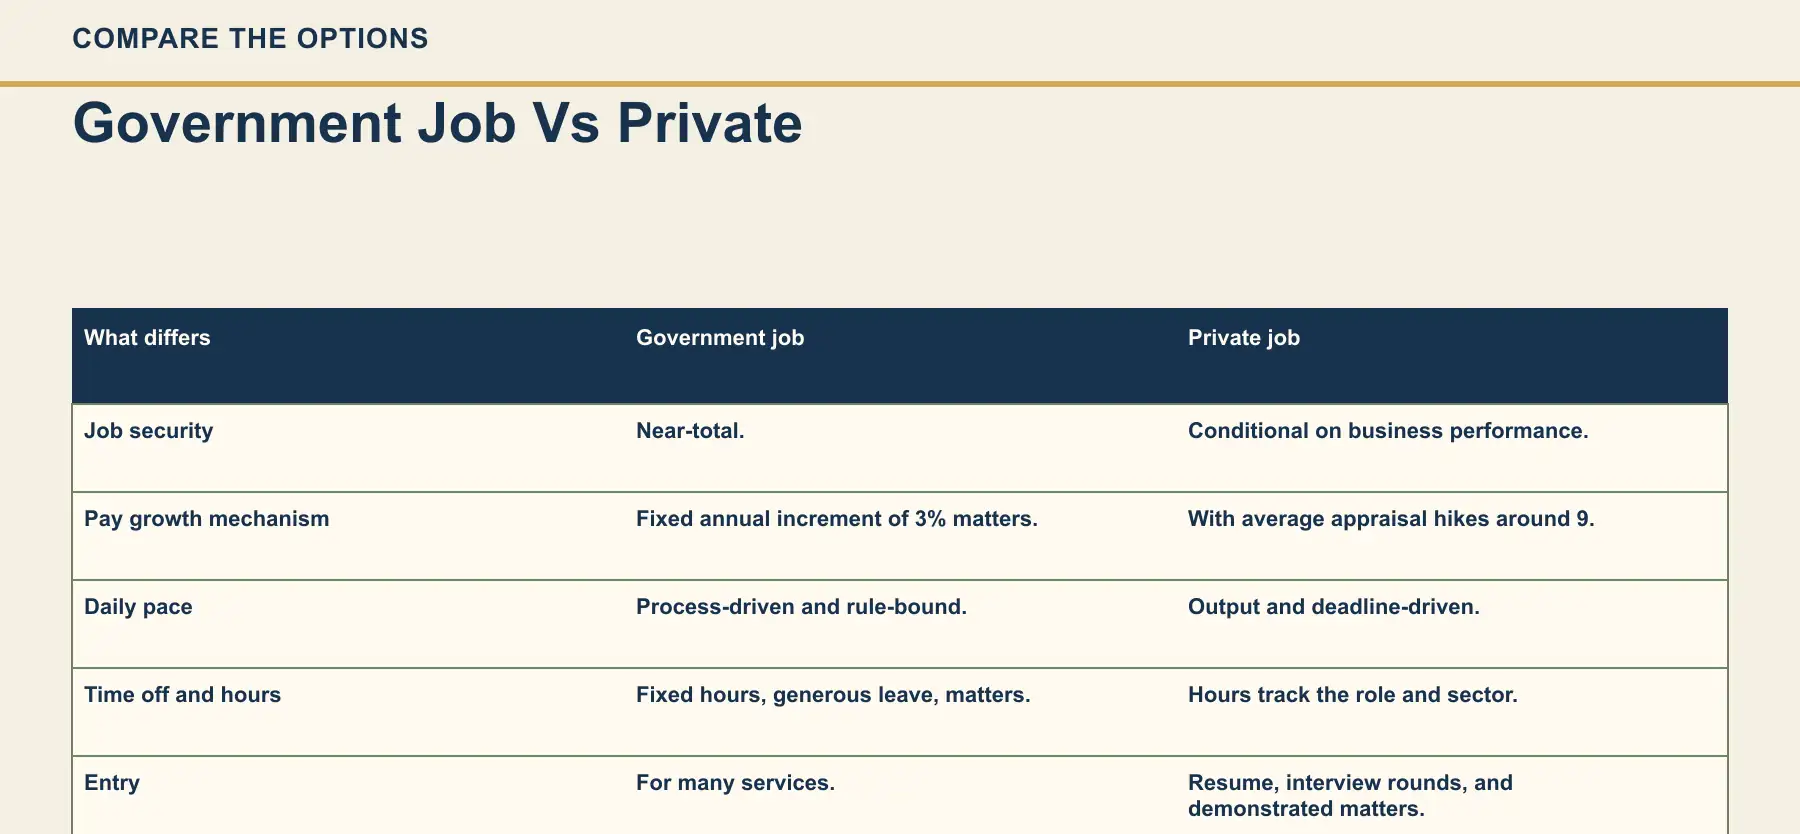 COMPARE THE OPTIONS
Government Job Vs Private
What differs Government job Private job
Job security Near-total. Conditional on business performance.
Pay growth mechanism Fixed annual increment of 3% matters. With average appraisal hikes around 9.
Daily pace Process-driven and rule-bound. Output and deadline-driven.
Time off and hours Fixed hours, generous leave, matters. Hours track the role and sector.
Entry For many services. Resume, interview rounds, and
demonstrated matters.